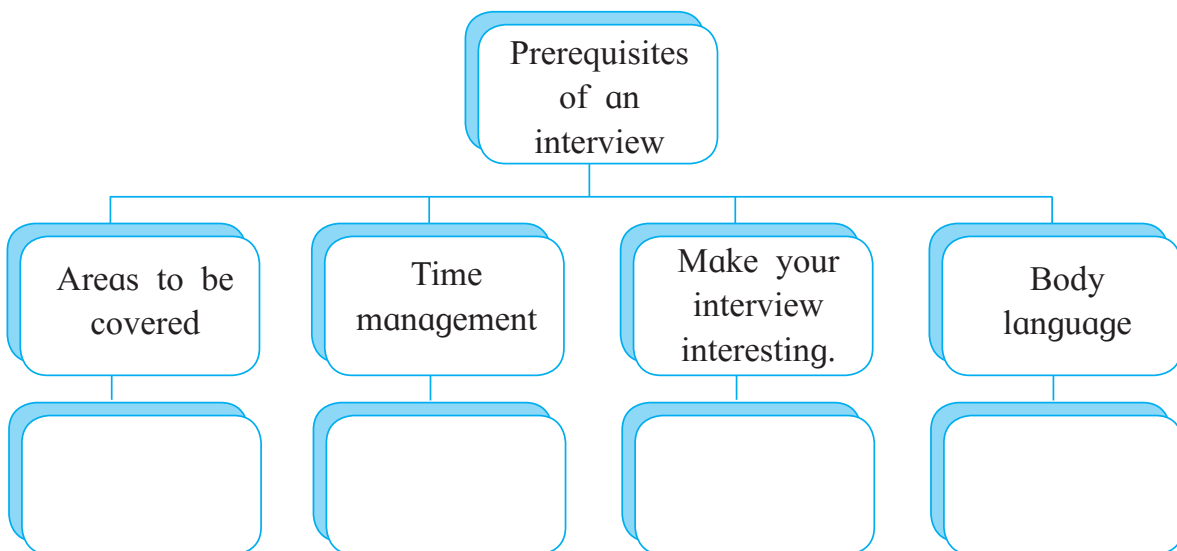 Prerequisites
of an
interview
Areas to be
covered
Time
management
Make your
interview
interesting.
Body
language